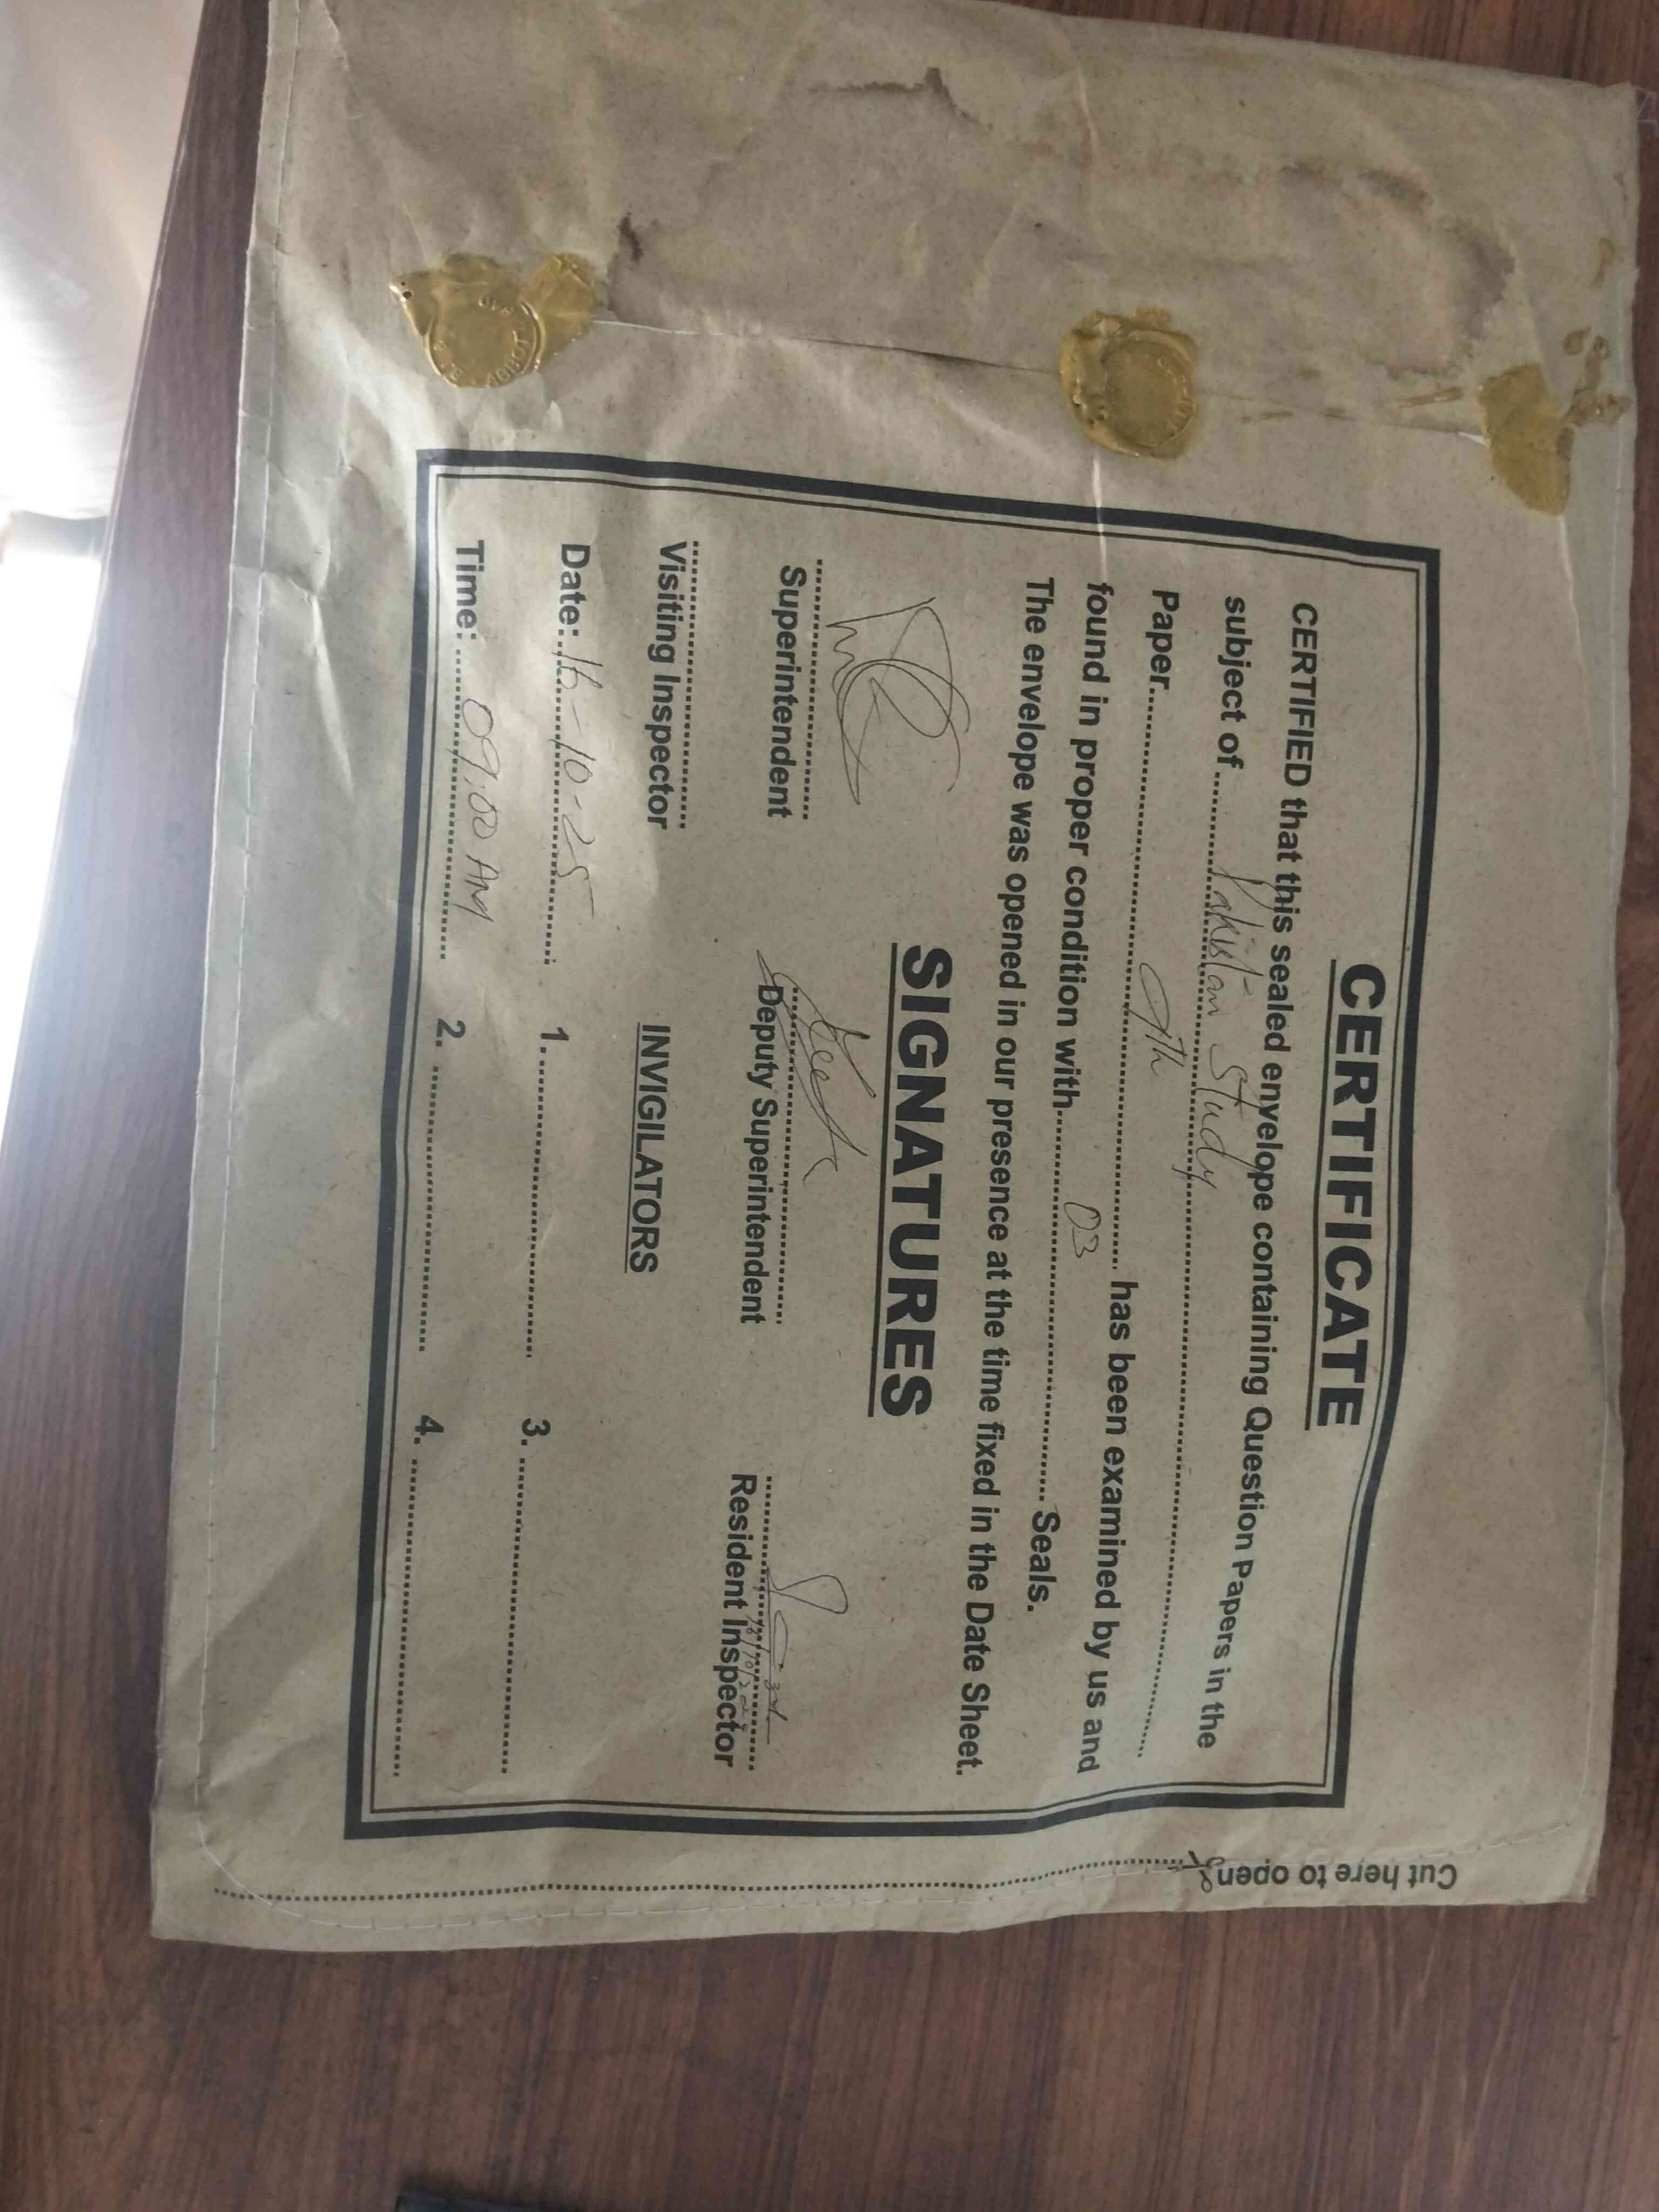 CERTIFICATE
CERTIFIED that this sealed envelope containing Question Papers in the
subject of Pakistan Study
Paper 9th has been examined by us and
found in proper condition with 03 Seals.
The envelope was opened in our presence at the time fixed in the Date Sheet.
SIGNATURES
Superintendent Deputy Superintendent Resident Inspector
Visiting Inspector INVIGILATORS
Date: 16-10-25 1. 3.
Time: 09:00 AM 2. 4.
Cut here to open